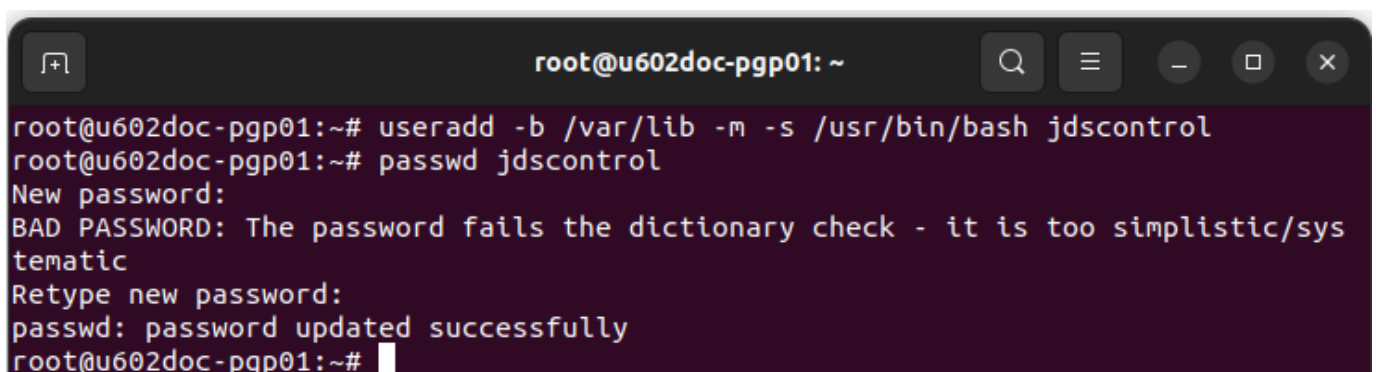 root@u602doc-pgp01: ~
root@u602doc-pgp01:~# useradd -b /var/lib -m -s /usr/bin/bash jdscontrol
root@u602doc-pgp01:~# passwd jdscontrol
New password:
BAD PASSWORD: The password fails the dictionary check - it is too simplistic/sys
tematic
Retype new password:
passwd: password updated successfully
root@u602doc-pgp01:~#